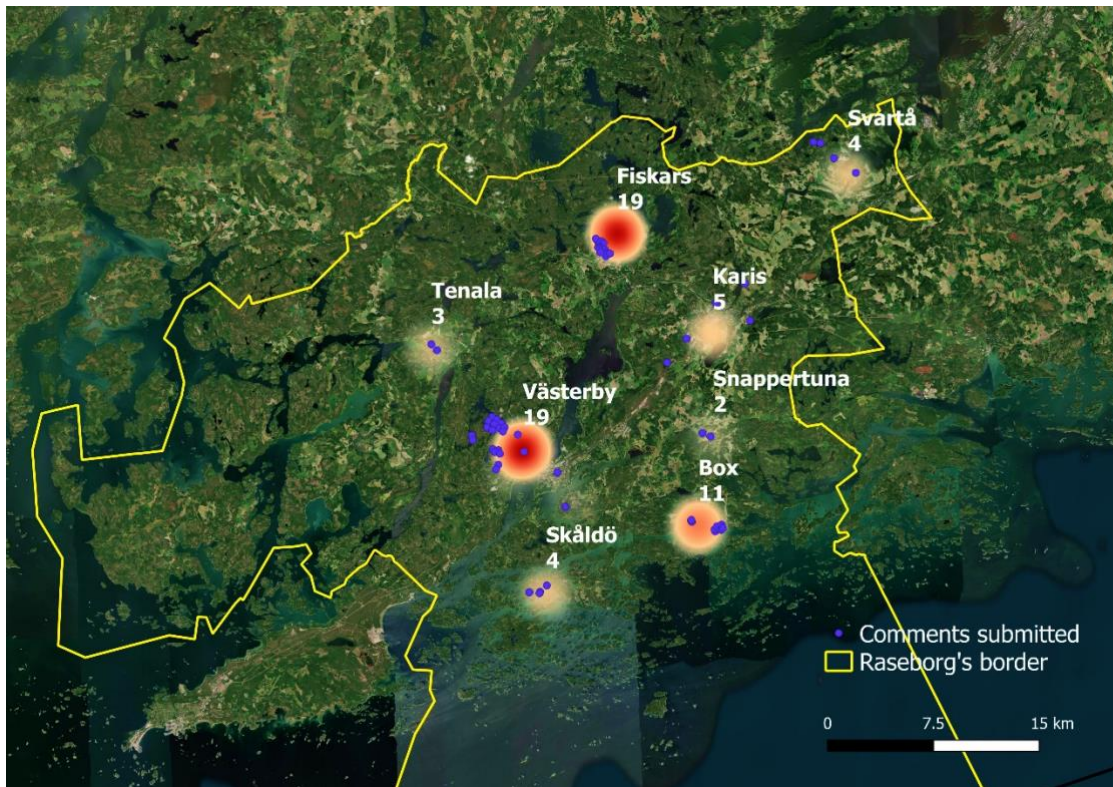 Svartå
4
Fiskars
19
Karis
5
Tenala
3
Snappertuna
2
Västerby
19
Box
11
Skåldö
4
Comments submitted
Raseborg's border
0 7.5 15 km